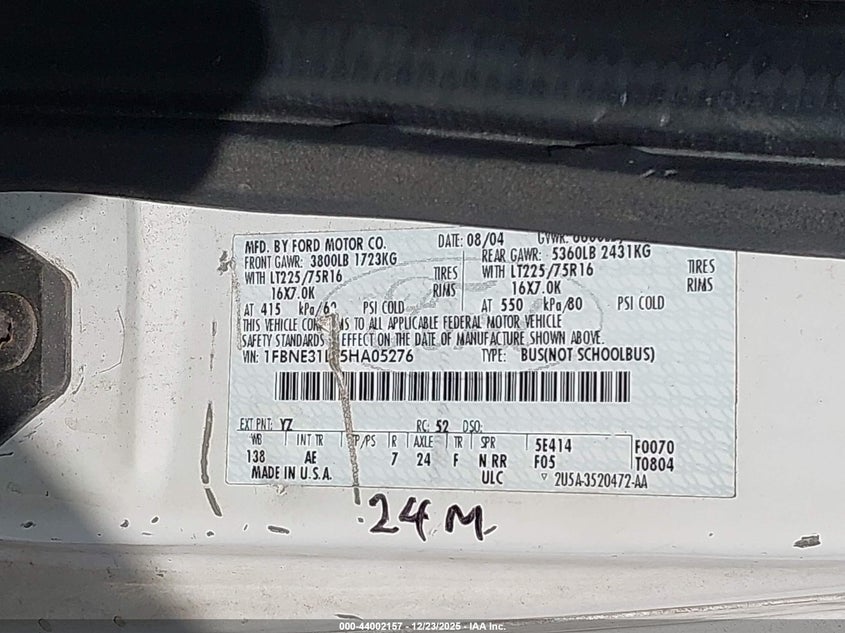 MFD. BY FORD MOTOR CO. DATE: 08/04 GVWR:
FRONT GAWR: 3800LB 1723KG REAR GAWR: 5360LB 2431KG
WITH LT225/75R16 TIRES WITH LT225/75R16 TIRES
16X7.0K RIMS 16X7.0K RIMS
AT 415 kPa/ PSI COLD AT 550 kPa/80 PSI COLD
THIS VEHICLE TO ALL APPLICABLE FEDERAL MOTOR VEHICLE
SAFETY STANDARDS EFFECT ON THE DATE OF MANUFACTURE SHOWN ABOVE.
VIN: TYPE: BUS(NOT SCHOOLBUS)
EXT PNT: YZ RC: 52 DSO:
WB INT TR TP/PS R AXLE TR SPR 5E414 F0070
138 AE 7 24 F N RR F05 T0804
MADE IN U.S.A. ULC 2U5A-3520472-AA
24M
000-44002157 - 12/23/2025 - IAA Inc.